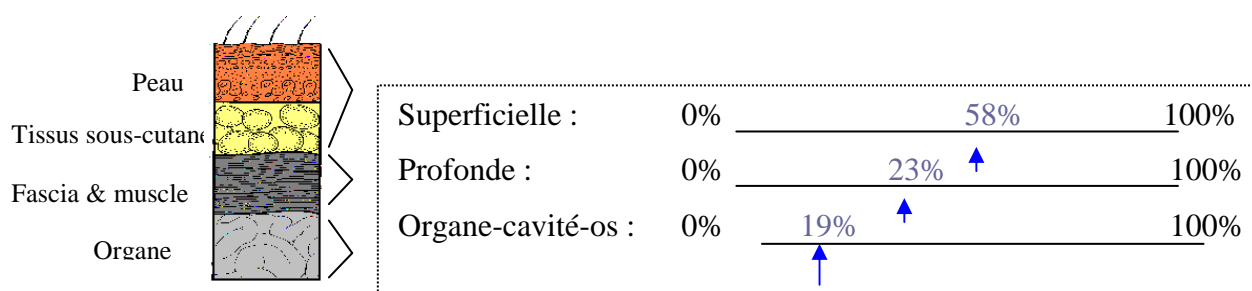 Peau
Tissus sous-cutané
Fascia & muscle
Organe
Superficielle : 0% 58% 100%
Profonde : 0% 23% 100%
Organe-cavité-os : 0% 19% 100%